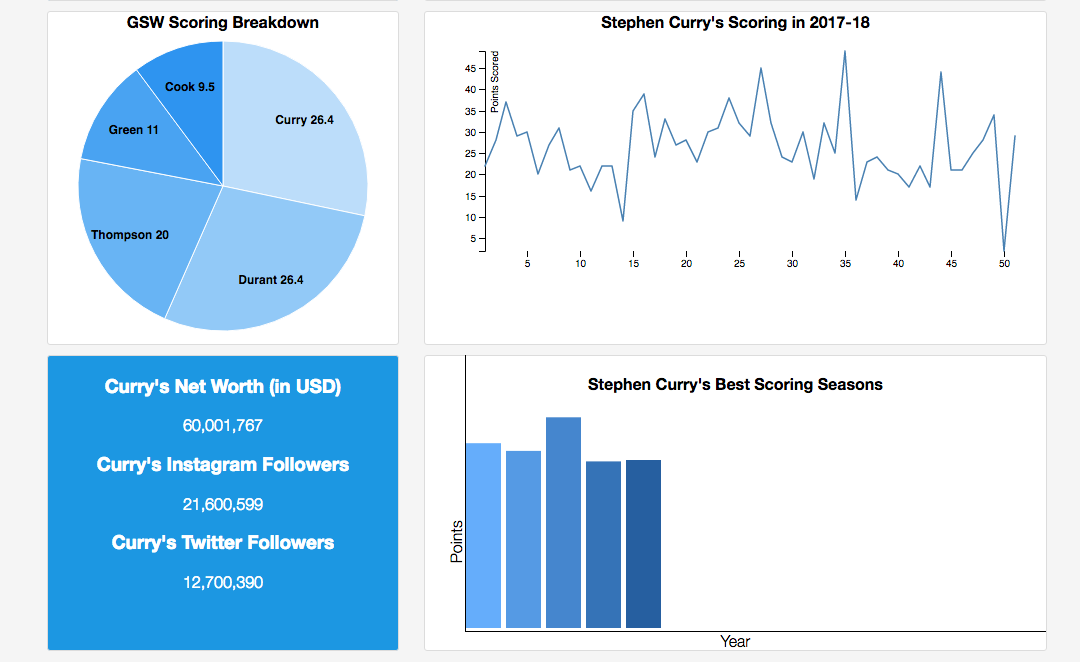 GSW Scoring Breakdown
Cook 9.5
Curry 26.4
Green 11
Thompson 20
Durant 26.4
Stephen Curry's Scoring in 2017-18
Points Scored
45
40
35
30
25
20
15
10
5
5 10 15 20 25 30 35 40 45 50
Curry's Net Worth (in USD)
60,001,767
Curry's Instagram Followers
21,600,599
Curry's Twitter Followers
12,700,390
Stephen Curry's Best Scoring Seasons
Points
Year